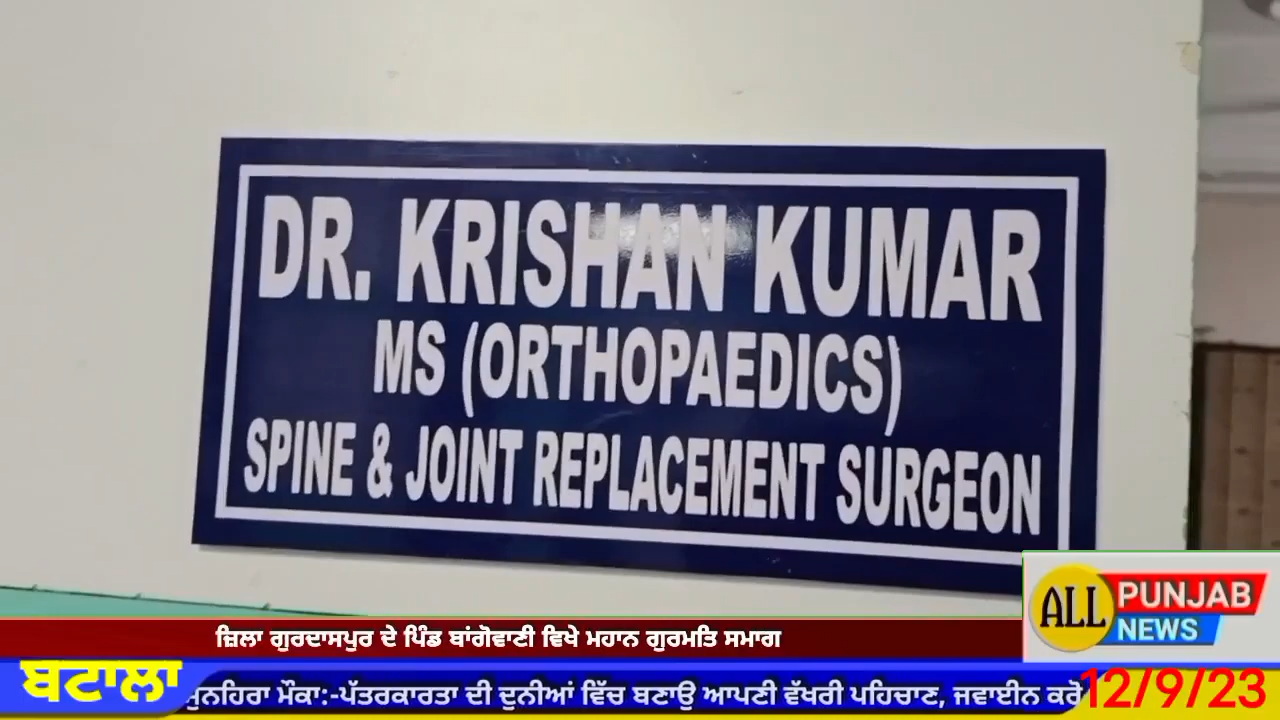 DR. KRISHAN KUMAR
MS (ORTHOPAEDICS)
SPINE & JOINT REPLACEMENT SURGEON
ALL PUNJAB
NEWS
ਜ਼ਿਲਾ ਗੁਰਦਾਸਪੁਰ ਦੇ ਪਿੰਡ ਬਾਂਗੋਵਾਣੀ ਵਿਖੇ ਮਹਾਨ ਗੁਰਮਤਿ ਸਮਾਗ
ਬਟਾਲਾ
ਮੌਕਾ:-ਪੱਤਰਕਾਰਤਾ ਦੀ ਦੁਨੀਆਂ ਵਿੱਚ ਬਣਾਉ ਆਪਣੀ ਵੱਖਰੀ ਪਹਿਚਾਣ, ਜਵਾਈਨ ਕਰੋ
12/9/23